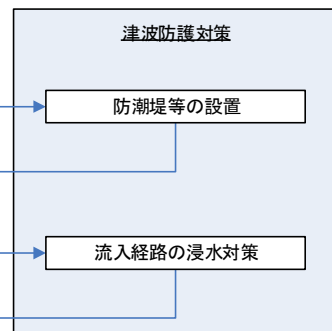 津波防護対策
防潮堤等の設置
流入経路の浸水対策